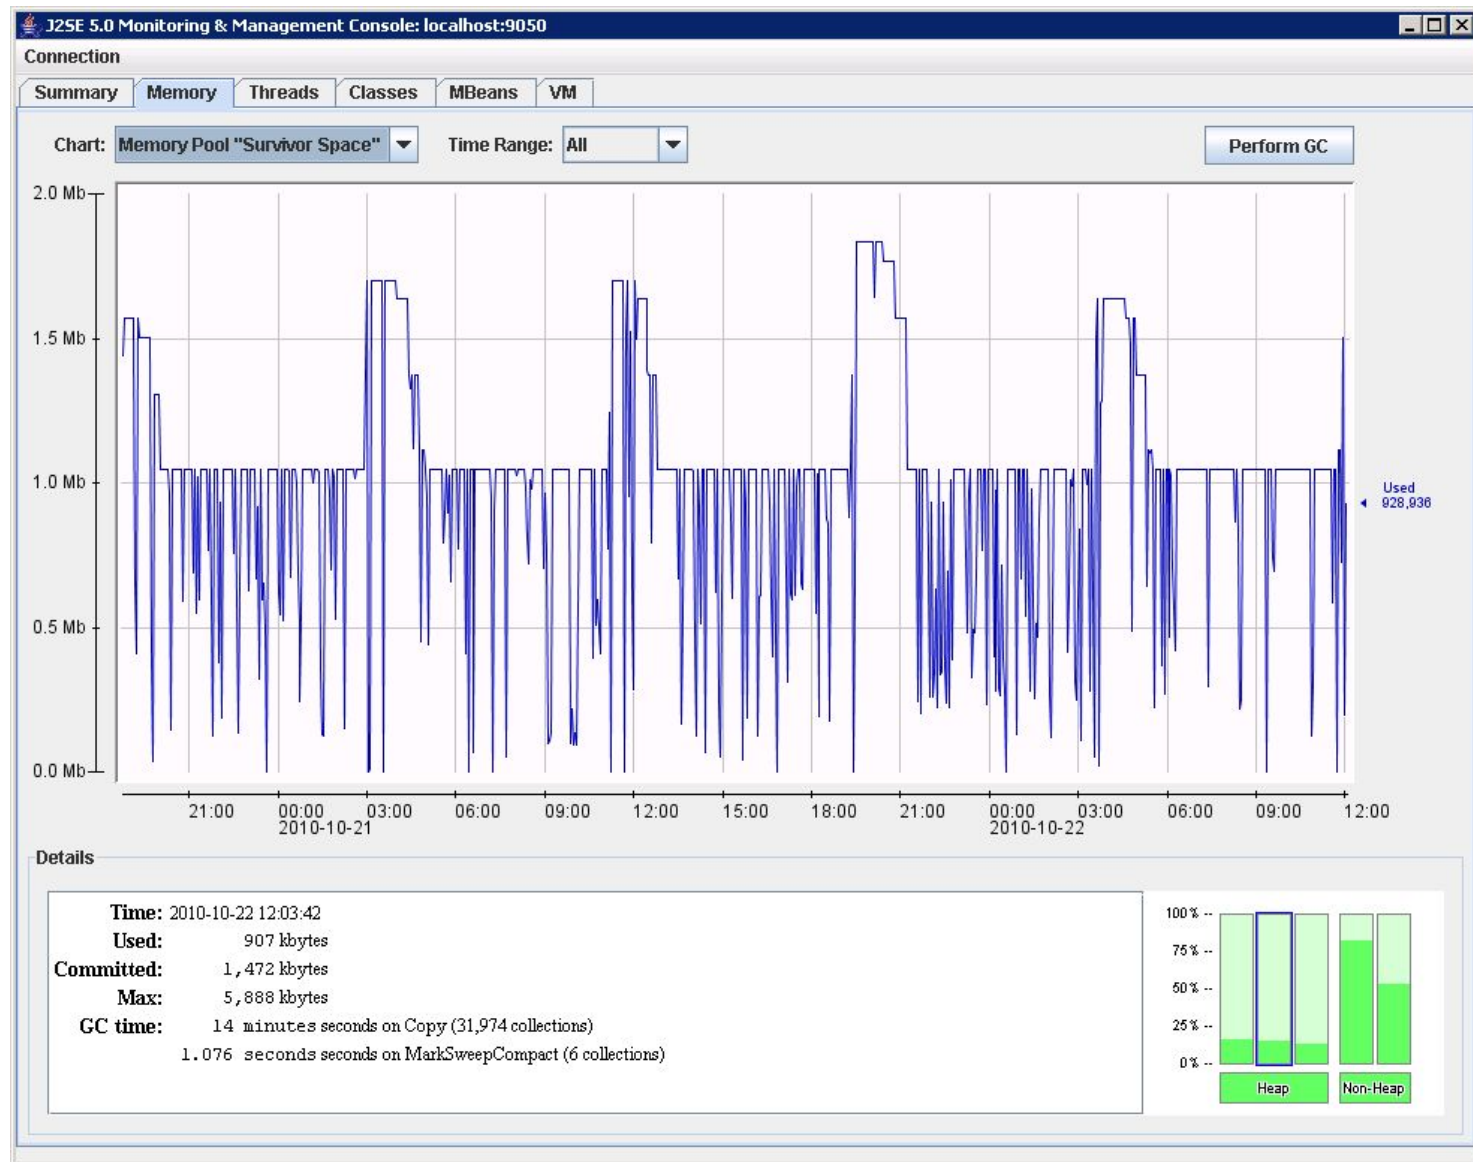 J2SE 5.0 Monitoring & Management Console: localhost:9050
Connection
Summary Memory Threads Classes MBeans VM
Chart: Memory Pool "Survivor Space" Time Range: All Perform GC
2.0 Mb
1.5 Mb
1.0 Mb
0.5 Mb
0.0 Mb
Used
928,936
21:00 00:00 03:00 06:00 09:00 12:00 15:00 18:00 21:00 00:00 03:00 06:00 09:00 12:00
2010-10-21 2010-10-22
Details
Time: 2010-10-22 12:03:42
Used: 907 kbytes
Committed: 1,472 kbytes
Max: 5,888 kbytes
GC time: 14 minutes seconds on Copy (31,974 collections)
1.076 seconds seconds on MarkSweepCompact (6 collections)
100% --
75% --
50% --
25% --
0% --
Heap Non-Heap